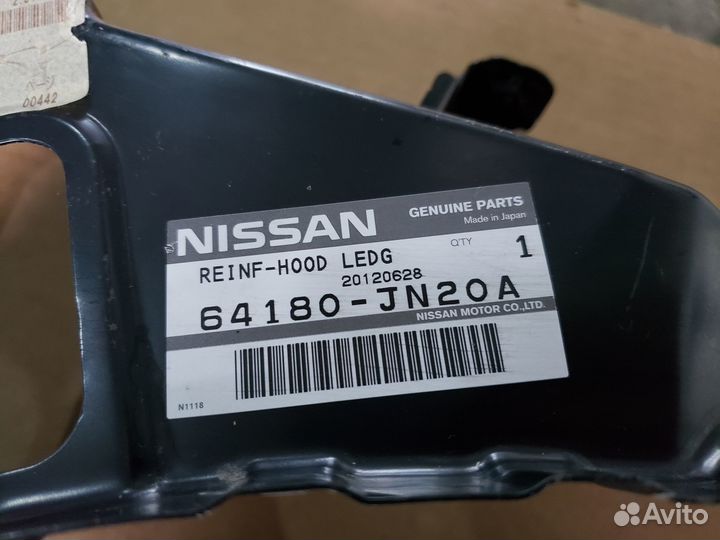 00442
NISSAN
GENUINE PARTS
Made in Japan
REINF-HOOD LEDG
Q'TY 1
20120628
64180-JN20A
NISSAN MOTOR CO.,LTD.
N1118
Avito